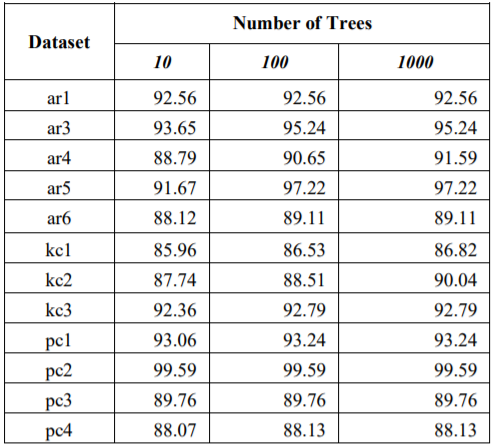 Dataset Number of Trees
10 100 1000
ar1 92.56 92.56 92.56
ar3 93.65 95.24 95.24
ar4 88.79 90.65 91.59
ar5 91.67 97.22 97.22
ar6 88.12 89.11 89.11
kc1 85.96 86.53 86.82
kc2 87.74 88.51 90.04
kc3 92.36 92.79 92.79
pc1 93.06 93.24 93.24
pc2 99.59 99.59 99.59
pc3 89.76 89.76 89.76
pc4 88.07 88.13 88.13